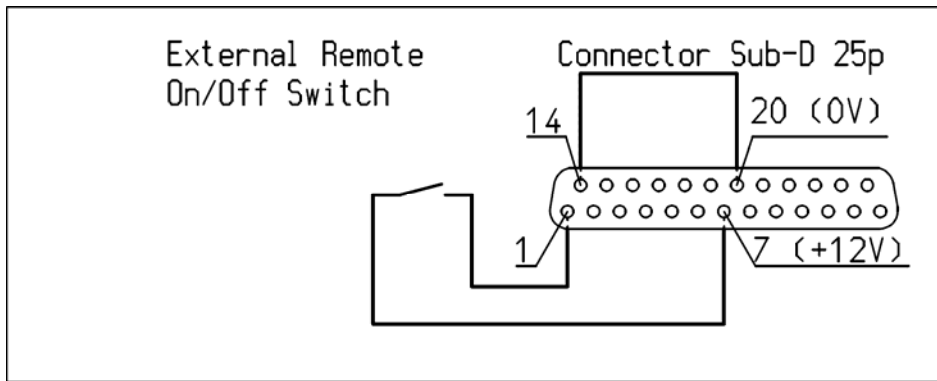 External Remote
On/Off Switch
Connector Sub-D 25p
14
20 (0V)
1
7 (+12V)